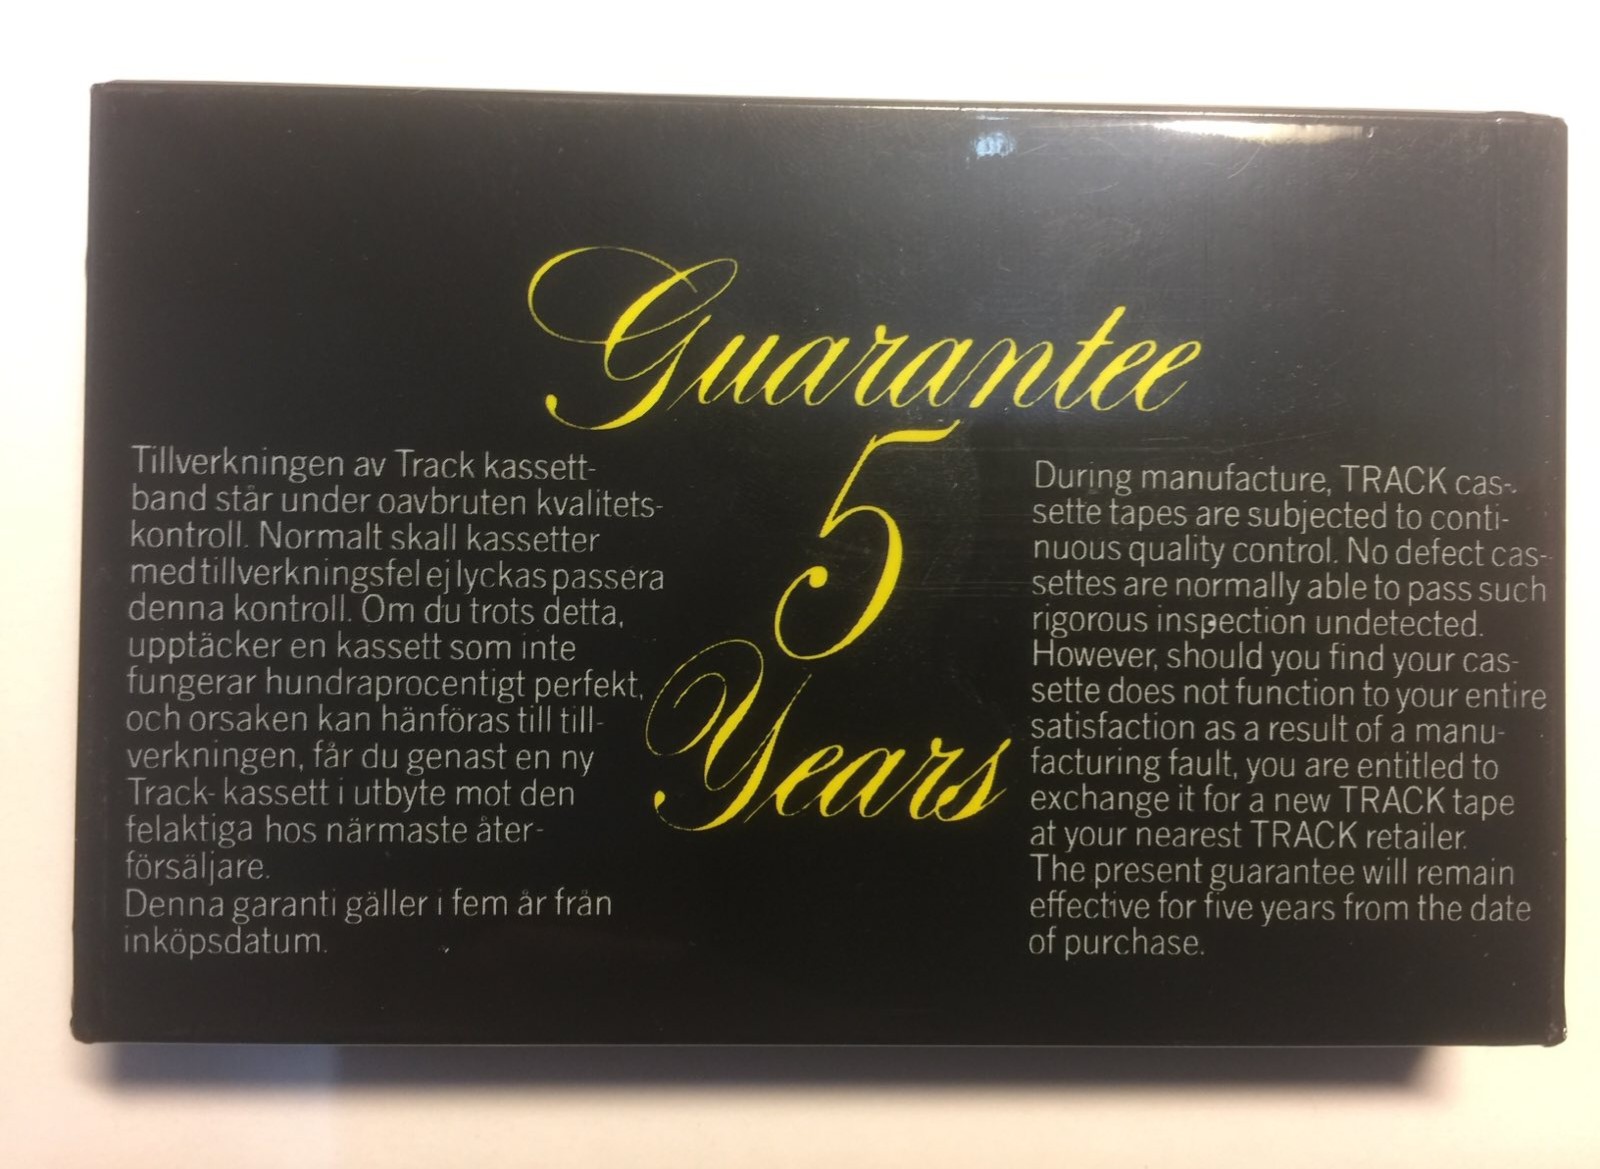 Guarantee
5
Years
Tillverkningen av Track kassett-
band står under oavbruten kvalitets-
kontroll. Normalt skall kassetter
med tillverkningsfel ej lyckas passera
denna kontroll. Om du trots detta,
upptäcker en kassett som inte
fungerar hundraprocentigt perfekt,
och orsaken kan hänföras till till-
verkningen, får du genast en ny
Track-kassett i utbyte mot den
felaktiga hos närmaste åter-
försäljare.
Denna garanti gäller i fem år från
inköpsdatum.
During manufacture, TRACK cas-
sette tapes are subjected to conti-
nuous quality control. No defect cas-
settes are normally able to pass such
rigorous inspection undetected.
However, should you find your cas-
sette does not function to your entire
satisfaction as a result of a manu-
facturing fault, you are entitled to
exchange it for a new TRACK tape
at your nearest TRACK retailer.
The present guarantee will remain
effective for five years from the date
of purchase.